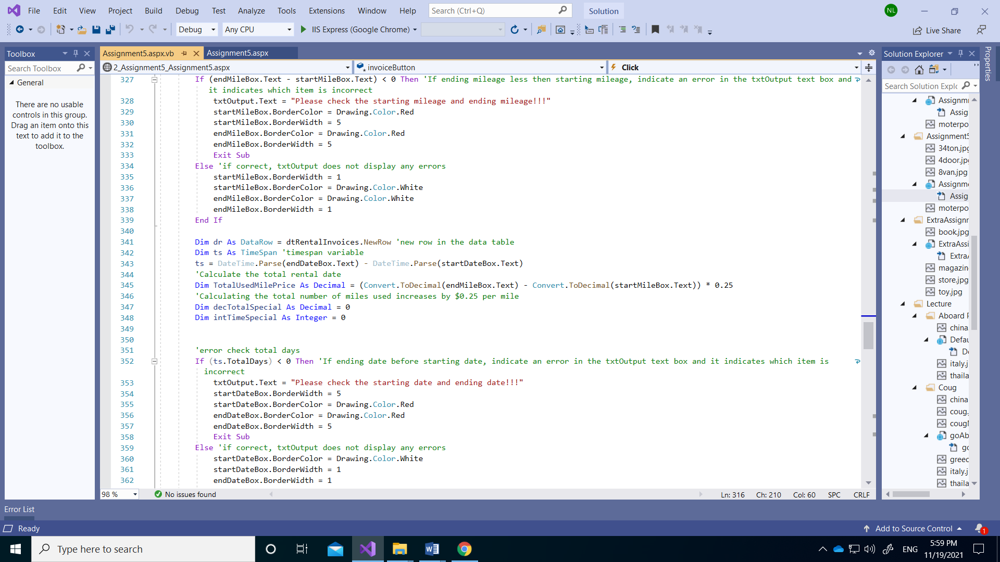 File Edit View Project Build Debug Test Analyze Tools Extensions Window Help Search (Ctrl+Q) Solution NL
Debug Any CPU IIS Express (Google Chrome) Live Share
Toolbox
Search Toolbox
General
There are no usable
controls in this group.
Drag an item onto this
text to add it to the
toolbox.
Assignment5.aspx.vb Assignment5.aspx
2_Assignment5_Assignment5.aspx invoiceButton Click
327 If (endMileBox.Text - startMileBox.Text) < 0 Then 'If ending mileage less then starting mileage, indicate an error in the txtOutput text box and
it indicates which item is incorrect
328 txtOutput.Text = "Please check the starting mileage and ending mileage!!!"
329 startMileBox.BorderColor = Drawing.Color.Red
330 startMileBox.BorderWidth = 5
331 endMileBox.BorderColor = Drawing.Color.Red
332 endMileBox.BorderWidth = 5
333 Exit Sub
334 Else 'if correct, txtOutput does not display any errors
335 startMileBox.BorderWidth = 1
336 startMileBox.BorderColor = Drawing.Color.White
337 endMileBox.BorderColor = Drawing.Color.White
338 endMileBox.BorderWidth = 1
339 End If
340
341 Dim dr As DataRow = dtRentalInvoices.NewRow 'new row in the data table
342 Dim ts As TimeSpan 'timespan variable
343 ts = DateTime.Parse(endDateBox.Text) - DateTime.Parse(startDateBox.Text)
344 'Calculate the total rental date
345 Dim TotalUsedMilePrice As Decimal = (Convert.ToDecimal(endMileBox.Text) - Convert.ToDecimal(startMileBox.Text)) * 0.25
346 'Calculating the total number of miles used increases by $0.25 per mile
347 Dim decTotalSpecial As Decimal = 0
348 Dim intTimeSpecial As Integer = 0
349
350
351 'error check total days
352 If (ts.TotalDays) < 0 Then 'If ending date before starting date, indicate an error in the txtOutput text box and it indicates which item is
incorrect
353 txtOutput.Text = "Please check the starting date and ending date!!!"
354 startDateBox.BorderWidth = 5
355 startDateBox.BorderColor = Drawing.Color.Red
356 endDateBox.BorderColor = Drawing.Color.Red
357 endDateBox.BorderWidth = 5
358 Exit Sub
359 Else 'if correct, txtOutput does not display any errors
360 startDateBox.BorderColor = Drawing.Color.White
361 startDateBox.BorderWidth = 1
362 endDateBox.BorderWidth = 1
98 % No issues found Ln: 316 Ch: 210 Col: 60 SPC CRLF
Solution Explorer
Search Solution Explc
Assignm
Assig
moterpo
Assignment5
34ton.jpg
4door.jpg
8van.jpg
Assignme
Assig
moterpo
ExtraAssignr
book.jpg
ExtraAssi
ExtraA
magazin
store.jpg
toy.jpg
Lecture
Aboard P
china
Defau
De
italy.j
thaila
Coug
china
coug.
cougl
goAb
gc
greec
italy.j
thaila
Properties
Error List
Ready Add to Source Control 1
Type here to search ENG 5:59 PM
11/19/2021